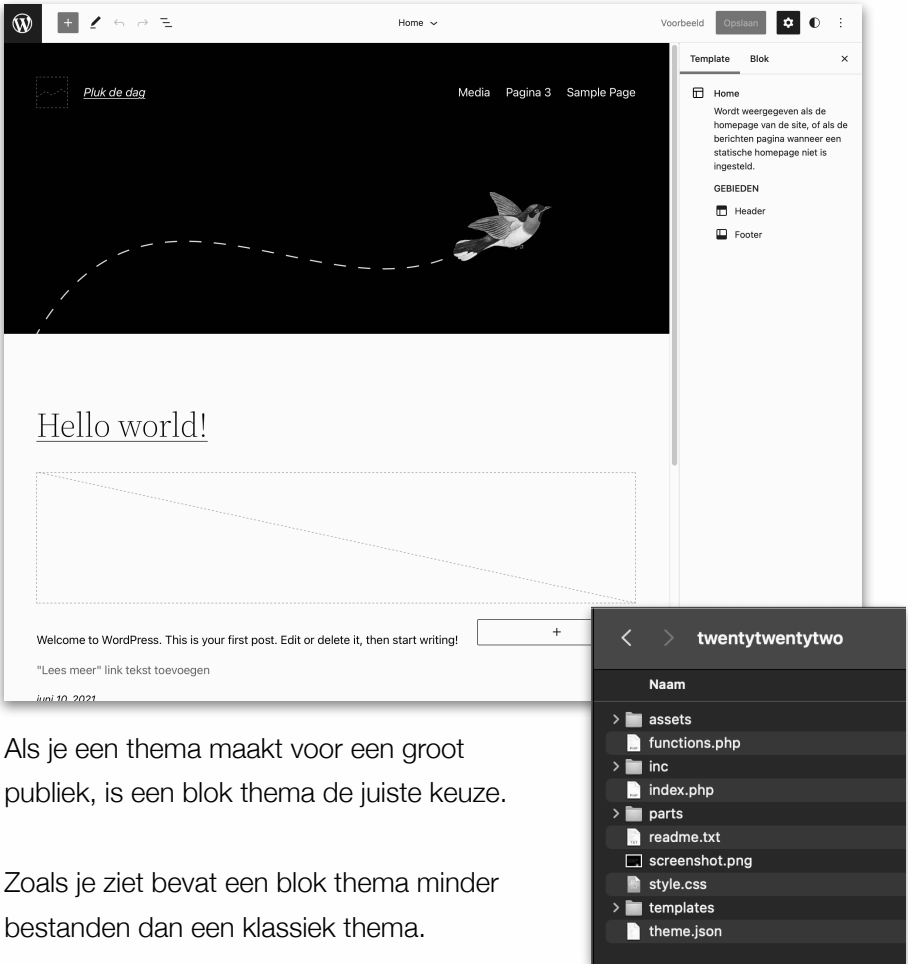 Home
Voorbeeld
Opslaan
Template
Blok
Pluk de dag
Media
Pagina 3
Sample Page
Home
Wordt weergegeven als de
homepage van de site, of als de
berichten pagina wanneer een
statische homepage niet is
ingesteld.
GEBIEDEN
Header
Footer
Hello world!
Welcome to WordPress. This is your first post. Edit or delete it, then start writing!
"Lees meer" link tekst toevoegen
juni 10, 2021
twentytwentytwo
Naam
assets
functions.php
inc
index.php
parts
readme.txt
screenshot.png
style.css
templates
theme.json
Als je een thema maakt voor een groot
publiek, is een blok thema de juiste keuze.
Zoals je ziet bevat een blok thema minder
bestanden dan een klassiek thema.